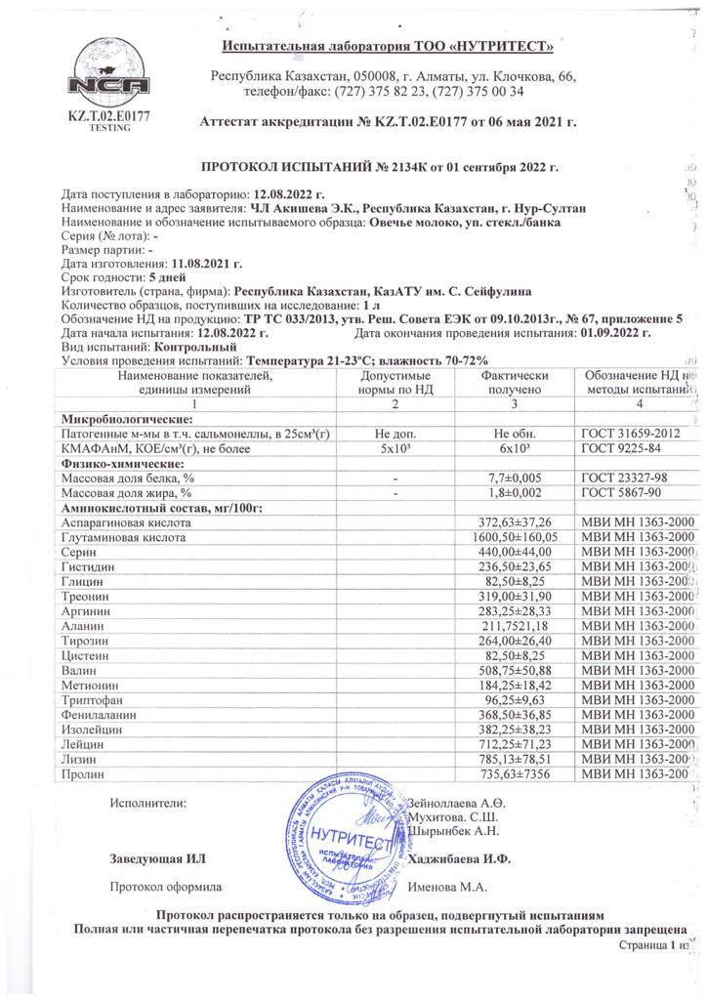 Испытательная лаборатория ТОО «НУТРИТЕСТ»
Республика Казахстан, 050008, г. Алматы, ул. Клочкова, 66,
телефон/факс: (727) 375 82 23, (727) 375 00 34
NCA
KZ.T.02.E0177
TESTING
Аттестат аккредитации № KZ.T.02.E0177 от 06 мая 2021 г.
ПРОТОКОЛ ИСПЫТАНИЙ № 2134К от 01 сентября 2022 г.
Дата поступления в лабораторию: 12.08.2022 г.
Наименование и адрес заявителя: ЧЛ Акишева Э.К., Республика Казахстан, г. Нур-Султан
Наименование и обозначение испытываемого образца: Овечье молоко, уп. стекл./банка
Серия (№ лота): -
Размер партии: -
Дата изготовления: 11.08.2021 г.
Срок годности: 5 дней
Изготовитель (страна, фирма): Республика Казахстан, КазАТУ им. С. Сейфулина
Количество образцов, поступивших на исследование: 1 л
Обозначение НД на продукцию: ТР ТС 033/2013, утв. Реш. Совета ЕЭК от 09.10.2013г., № 67, приложение 5
Дата начала испытания: 12.08.2022 г. Дата окончания проведения испытания: 01.09.2022 г.
Вид испытаний: Контрольный
Условия проведения испытаний: Температура 21-23ºС; влажность 70-72%
Наименование показателей, единицы измерений Допустимые нормы по НД Фактически получено Обозначение НД на методы испытаний
1 2 3 4
Микробиологические:
Патогенные м-мы в т.ч. сальмонеллы, в 25см³(г) Не доп. Не обн. ГОСТ 31659-2012
КМАФАнМ, КОЕ/см³(г), не более 5х10⁵ 6х10³ ГОСТ 9225-84
Физико-химические:
Массовая доля белка, % - 7,7±0,005 ГОСТ 23327-98
Массовая доля жира, % - 1,8±0,002 ГОСТ 5867-90
Аминокислотный состав, мг/100г:
Аспарагиновая кислота 372,63±37,26 МВИ МН 1363-2000
Глутаминовая кислота 1600,50±160,05 МВИ МН 1363-2000
Серин 440,00±44,00 МВИ МН 1363-2000
Гистидин 236,50±23,65 МВИ МН 1363-2000
Глицин 82,50±8,25 МВИ МН 1363-2000
Треонин 319,00±31,90 МВИ МН 1363-2000
Аргинин 283,25±28,33 МВИ МН 1363-2000
Аланин 211,7521,18 МВИ МН 1363-2000
Тирозин 264,00±26,40 МВИ МН 1363-2000
Цистеин 82,50±8,25 МВИ МН 1363-2000
Валин 508,75±50,88 МВИ МН 1363-2000
Метионин 184,25±18,42 МВИ МН 1363-2000
Триптофан 96,25±9,63 МВИ МН 1363-2000
Фенилаланин 368,50±36,85 МВИ МН 1363-2000
Изолейцин 382,25±38,23 МВИ МН 1363-2000
Лейцин 712,25±71,23 МВИ МН 1363-2000
Лизин 785,13±78,51 МВИ МН 1363-200
Пролин 735,63±7356 МВИ МН 1363-200
Исполнители: Зейноллаева А.Ө.
Мухитова. С.Ш.
Шырынбек А.Н.
НУТРИТЕСТ
ИСПЫТАТЕЛЬНАЯ
ЛАБОРАТОРИЯ
Заведующая ИЛ Хаджибаева И.Ф.
Протокол оформила Именова М.А.
Протокол распространяется только на образец, подвергнутый испытаниям
Полная или частичная перепечатка протокола без разрешения испытательной лаборатории запрещена
Страница 1 из